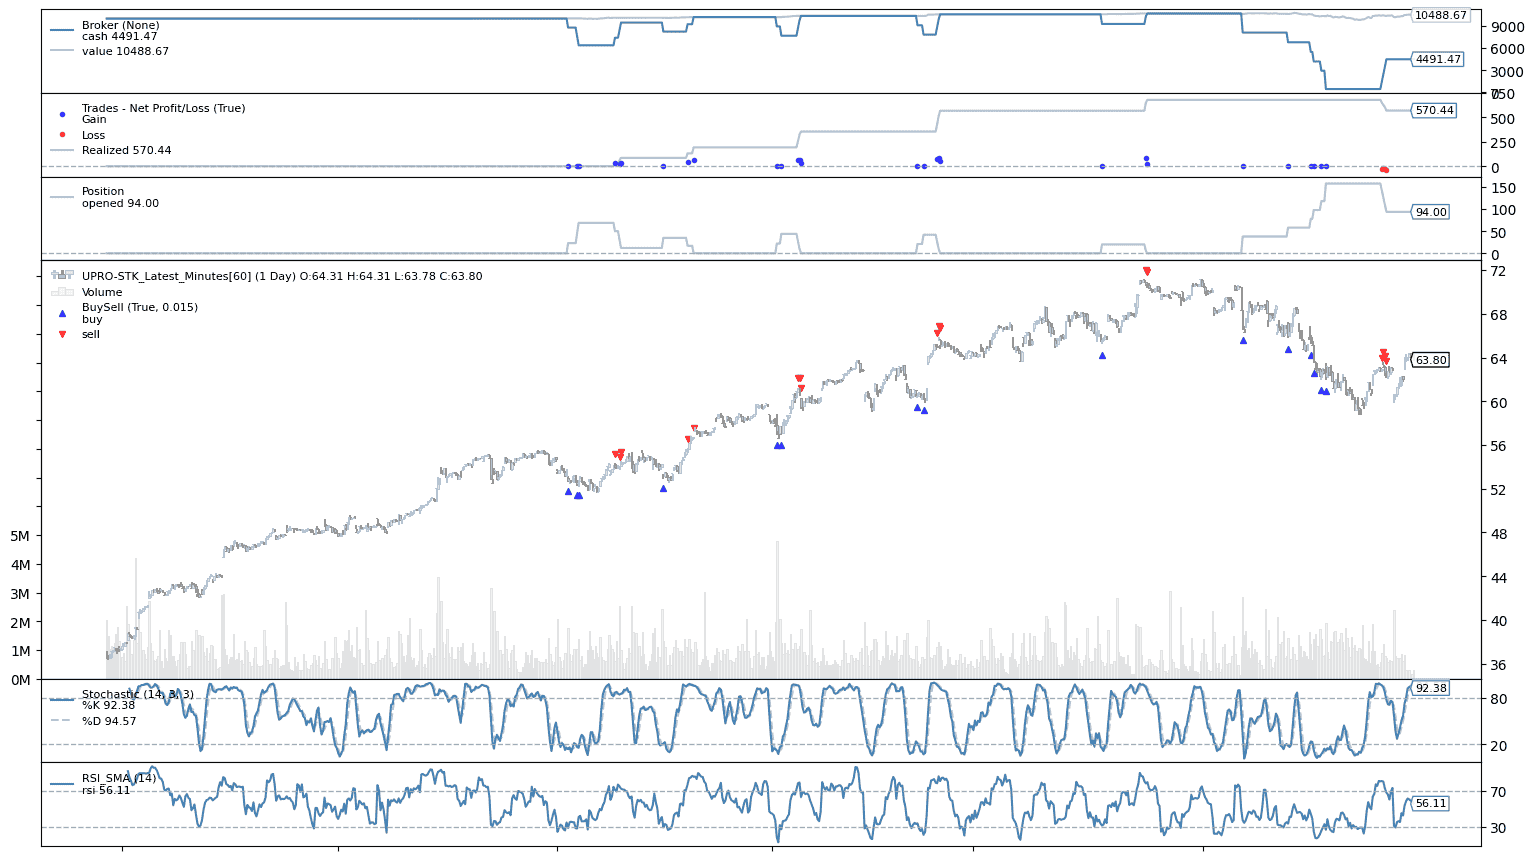 Broker (None)
cash 4491.47
value 10488.67
10488.67
9000
6000
4491.47
3000
0
Trades - Net Profit/Loss (True)
Gain
Loss
Realized 570.44
750
570.44
500
250
0
Position
opened 94.00
150
100
94.00
50
0
UPRO-STK_Latest_Minutes[60] (1 Day) O:64.31 H:64.31 L:63.78 C:63.80
Volume
BuySell (True, 0.015)
buy
sell
72
68
64
63.80
60
56
52
48
44
40
36
5M
4M
3M
2M
1M
0M
Stochastic (14, 3, 3)
%K 92.38
%D 94.57
92.38
80
20
RSI_SMA (14)
rsi 56.11
70
56.11
30